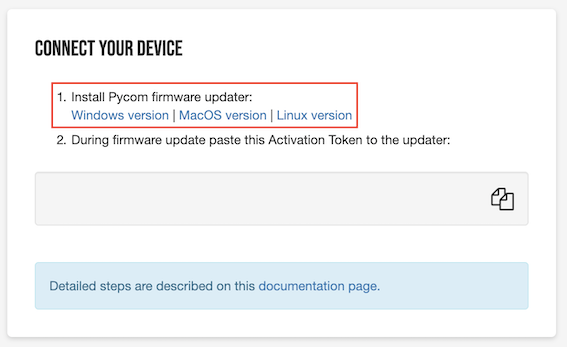 CONNECT YOUR DEVICE
1. Install Pycom firmware updater:
Windows version | MacOS version | Linux version
2. During firmware update paste this Activation Token to the updater:
Detailed steps are described on this documentation page.